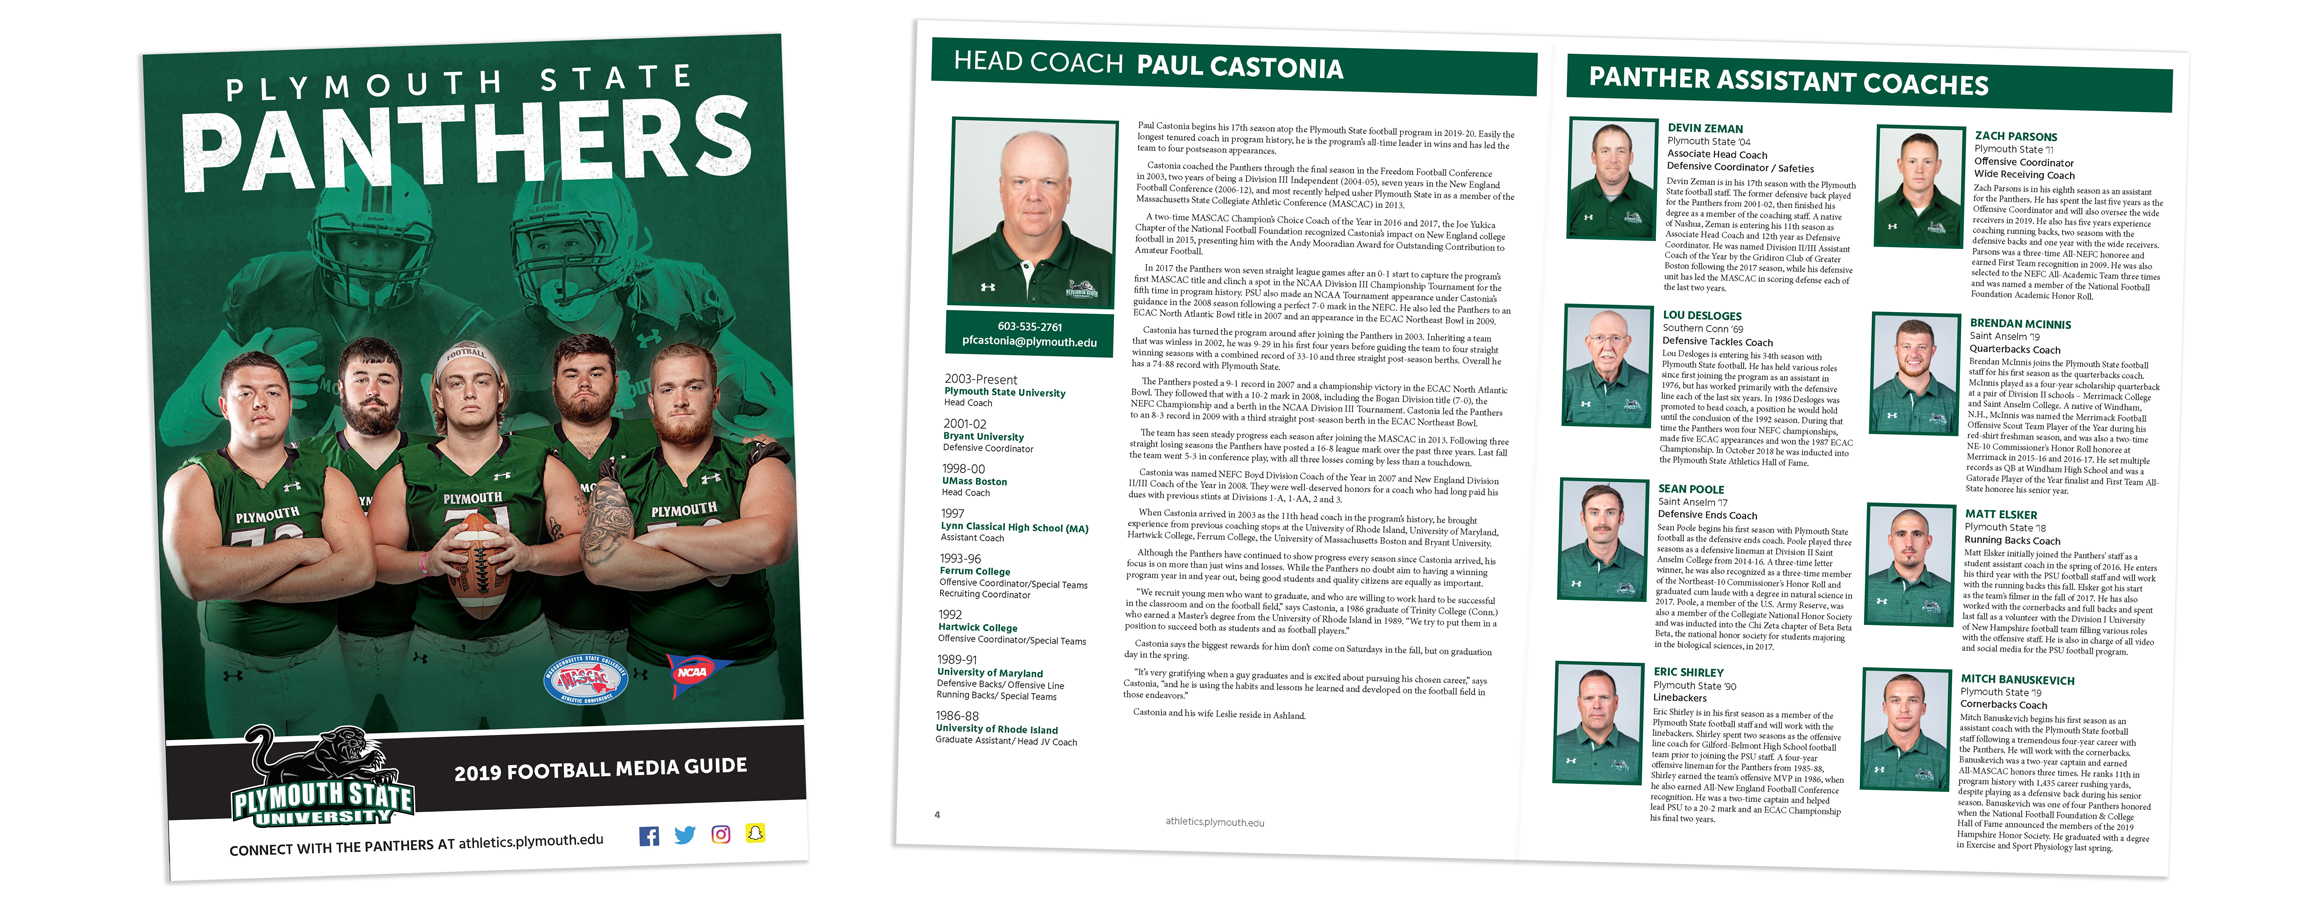 PLYMOUTH STATE
PANTHERS
FOOTBALL
PLYMOUTH
PLYMOUTH
PLYMOUTH
MASCAC
NCAA
PLYMOUTH STATE
UNIVERSITY
2019 FOOTBALL MEDIA GUIDE
CONNECT WITH THE PANTHERS AT athletics.plymouth.edu
HEAD COACH PAUL CASTONIA
603-535-2761
pfcastonia@plymouth.edu
2003-Present
Plymouth State University
Head Coach
2001-02
Bryant University
Defensive Coordinator
1998-00
UMass Boston
Head Coach
1997
Lynn Classical High School (MA)
Assistant Coach
1993-96
Ferrum College
Offensive Coordinator/Special Teams
Recruiting Coordinator
1992
Hartwick College
Offensive Coordinator/Special Teams
1989-91
University of Maryland
Defensive Backs/ Offensive Line
Running Backs/ Special Teams
1986-88
University of Rhode Island
Graduate Assistant/ Head JV Coach
Paul Castonia begins his 17th season atop the Plymouth State football program in 2019-20. Easily the
longest tenured coach in program history, he is the program's all-time leader in wins and has led the
team to four postseason appearances.
Castonia coached the Panthers through the final season in the Freedom Football Conference
in 2003, two years of being a Division III Independent (2004-05), seven years in the New England
Football Conference (2006-12), and most recently helped usher Plymouth State in as a member of the
Massachusetts State Collegiate Athletic Conference (MASCAC) in 2013.
A two-time MASCAC Champion's Choice Coach of the Year in 2016 and 2017, the Joe Yukica
Chapter of the National Football Foundation recognized Castonia's impact on New England college
football in 2015, presenting him with the Andy Mooradian Award for Outstanding Contribution to
Amateur Football.
In 2017 the Panthers won seven straight league games after an 0-1 start to capture the program's
first MASCAC title and clinch a spot in the NCAA Division III Championship Tournament for the
fifth time in program history. PSU also made an NCAA Tournament appearance under Castonia's
guidance in the 2008 season following a perfect 7-0 mark in the NEFC. He also led the Panthers to an
ECAC North Atlantic Bowl title in 2007 and an appearance in the ECAC Northeast Bowl in 2009.
Castonia has turned the program around after joining the Panthers in 2003. Inheriting a team
that was winless in 2002, he was 9-29 in his first four years before guiding the team to four straight
winning seasons with a combined record of 33-10 and three straight post-season berths. Overall he
has a 74-88 record with Plymouth State.
The Panthers posted a 9-1 record in 2007 and a championship victory in the ECAC North Atlantic
Bowl. They followed that with a 10-2 mark in 2008, including the Bogan Division title (7-0), the
NEFC Championship and a berth in the NCAA Division III Tournament. Castonia led the Panthers
to an 8-3 record in 2009 with a third straight post-season berth in the ECAC Northeast Bowl.
The team has seen steady progress each season after joining the MASCAC in 2013. Following three
straight losing seasons the Panthers have posted a 16-8 league mark over the past three years. Last fall
the team went 5-3 in conference play, with all three losses coming by less than a touchdown.
Castonia was named NEFC Boyd Division Coach of the Year in 2007 and New England Division
II/III Coach of the Year in 2008. They were well-deserved honors for a coach who had long paid his
dues with previous stints at Divisions 1-A, 1-AA, 2 and 3.
When Castonia arrived in 2003 as the 11th head coach in the program's history, he brought
experience from previous coaching stops at the University of Rhode Island, University of Maryland,
Hartwick College, Ferrum College, the University of Massachusetts Boston and Bryant University.
Although the Panthers have continued to show progress every season since Castonia arrived, his
focus is on more than just wins and losses. While the Panthers no doubt aim to having a winning
program year in and year out, being good students and quality citizens are equally as important.
"We recruit young men who want to graduate, and who are willing to work hard to be successful
in the classroom and on the football field," says Castonia, a 1986 graduate of Trinity College (Conn.)
who earned a Master's degree from the University of Rhode Island in 1989. "We try to put them in a
position to succeed both as students and as football players."
Castonia says the biggest rewards for him don't come on Saturdays in the fall, but on graduation
day in the spring.
"It's very gratifying when a guy graduates and is excited about pursuing his chosen career," says
Castonia, "and he is using the habits and lessons he learned and developed on the football field in
those endeavors."
Castonia and his wife Leslie reside in Ashland.
4
athletics.plymouth.edu
PANTHER ASSISTANT COACHES
DEVIN ZEMAN
Plymouth State '04
Associate Head Coach
Defensive Coordinator / Safeties
Devin Zeman is in his 17th season with the Plymouth
State football staff. The former defensive back played
for the Panthers from 2001-02, then finished his
degree as a member of the coaching staff. A native
of Nashua, Zeman is entering his 11th season as
Associate Head Coach and 12th year as Defensive
Coordinator. He was named Division II/III Assistant
Coach of the Year by the Gridiron Club of Greater
Boston following the 2017 season, while his defensive
unit has led the MASCAC in scoring defense each of
the last two years.
LOU DESLOGES
Southern Conn '69
Defensive Tackles Coach
Lou Desloges is entering his 34th season with
Plymouth State football. He has held various roles
since first joining the program as an assistant in
1976, but has worked primarily with the defensive
line each of the last six years. In 1986 Desloges was
promoted to head coach, a position he would hold
until the conclusion of the 1992 season. During that
time the Panthers won four NEFC championships,
made five ECAC appearances and won the 1987 ECAC
Championship. In October 2018 he was inducted into
the Plymouth State Athletics Hall of Fame.
SEAN POOLE
Saint Anselm '17
Defensive Ends Coach
Sean Poole begins his first season with Plymouth State
football as the defensive ends coach. Poole played three
seasons as a defensive lineman at Division II Saint
Anselm College from 2014-16. A three-time letter
winner, he was also recognized as a three-time member
of the Northeast-10 Commissioner's Honor Roll and
graduated cum laude with a degree in natural science in
2017. Poole, a member of the U.S. Army Reserve, was
also a member of the Collegiate National Honor Society
and was inducted into the Chi Zeta chapter of Beta Beta
Beta, the national honor society for students majoring
in the biological sciences, in 2017.
ERIC SHIRLEY
Plymouth State '90
Linebackers
Eric Shirley is in his first season as a member of the
Plymouth State football staff and will work with the
linebackers. Shirley spent two seasons as the offensive
line coach for Gilford-Belmont High School football
team prior to joining the PSU staff. A four-year
offensive lineman for the Panthers from 1985-88,
Shirley earned the team's offensive MVP in 1986, when
he also earned All-New England Football Conference
recognition. He was a two-time captain and helped
lead PSU to a 20-2 mark and an ECAC Championship
his final two years.
ZACH PARSONS
Plymouth State '11
Offensive Coordinator
Wide Receiving Coach
Zach Parsons is in his eighth season as an assistant
for the Panthers. He has spent the last five years as the
Offensive Coordinator and will also oversee the wide
receivers in 2019. He also has five years experience
coaching running backs, two seasons with the
defensive backs and one year with the wide receivers.
Parsons was a three-time All-NEFC honoree and
earned First Team recognition in 2009. He was also
selected to the NEFC All-Academic Team three times
and was named a member of the National Football
Foundation Academic Honor Roll.
BRENDAN MCINNIS
Saint Anselm '19
Quarterbacks Coach
Brendan McInnis joins the Plymouth State football
staff for his first season as the quarterbacks coach.
McInnis played as a four-year scholarship quarterback
at a pair of Division II schools – Merrimack College
and Saint Anselm College. A native of Windham,
N.H., McInnis was named the Merrimack Football
Offensive Scout Team Player of the Year during his
red-shirt freshman season, and was also a two-time
NE-10 Commissioner's Honor Roll honoree at
Merrimack in 2015-16 and 2016-17. He set multiple
records as QB at Windham High School and was a
Gatorade Player of the Year finalist and First Team All-
State honoree his senior year.
MATT ELSKER
Plymouth State '18
Running Backs Coach
Matt Elsker initially joined the Panthers' staff as a
student assistant coach in the spring of 2016. He enters
his third year with the PSU football staff and will work
with the running backs this fall. Elsker got his start
as the team's filmer in the fall of 2017. He has also
worked with the cornerbacks and full backs and spent
last fall as a volunteer with the Division I University
of New Hampshire football team filling various roles
with the offensive staff. He is also in charge of all video
and social media for the PSU football program.
MITCH BANUSKEVICH
Plymouth State '19
Cornerbacks Coach
Mitch Banuskevich begins his first season as an
assistant coach with the Plymouth State football
staff following a tremendous four-year career with
the Panthers. He will work with the cornerbacks.
Banuskevich was a two-year captain and earned
All-MASCAC honors three times. He ranks 11th in
program history with 1,435 career rushing yards,
despite playing as a defensive back during his senior
season. Banuskevich was one of four Panthers honored
when the National Football Foundation & College
Hall of Fame announced the members of the 2019
Hampshire Honor Society. He graduated with a degree
in Exercise and Sport Physiology last spring.